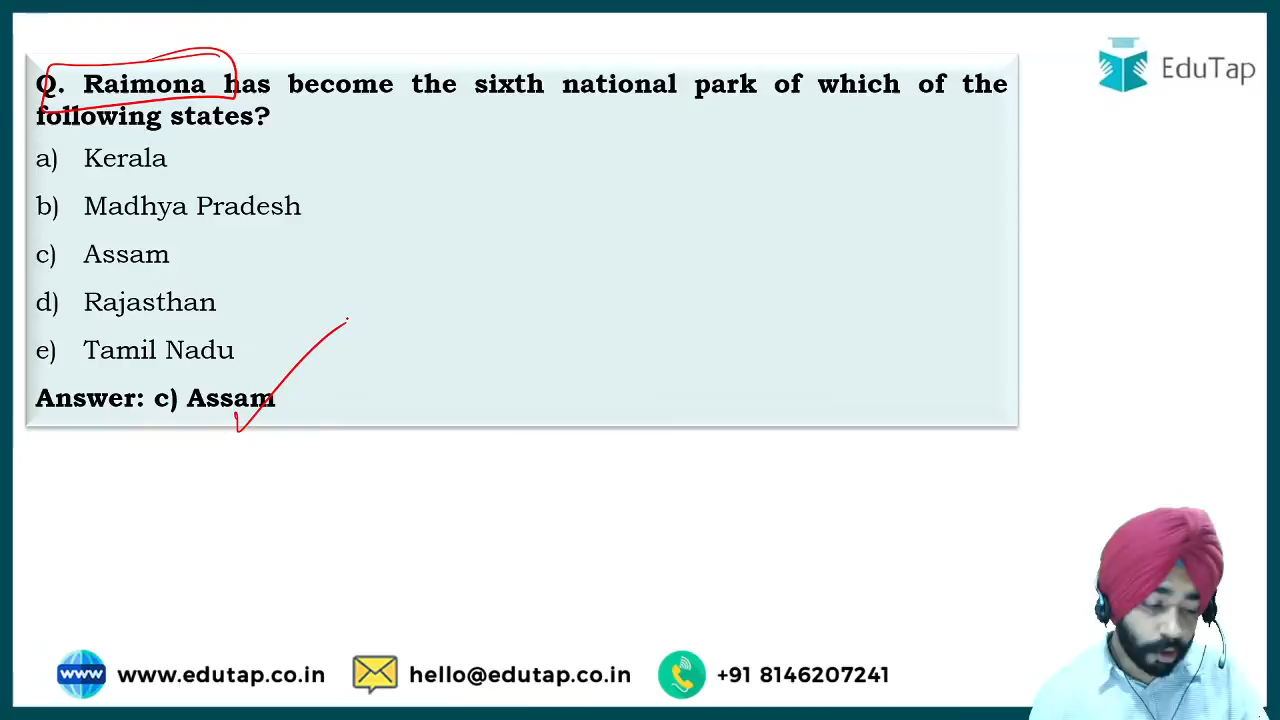 EduTap
Q. Raimona has become the sixth national park of which of the
following states?
a) Kerala
b) Madhya Pradesh
c) Assam
d) Rajasthan
e) Tamil Nadu
Answer: c) Assam
www www.edutap.co.in hello@edutap.co.in +91 8146207241